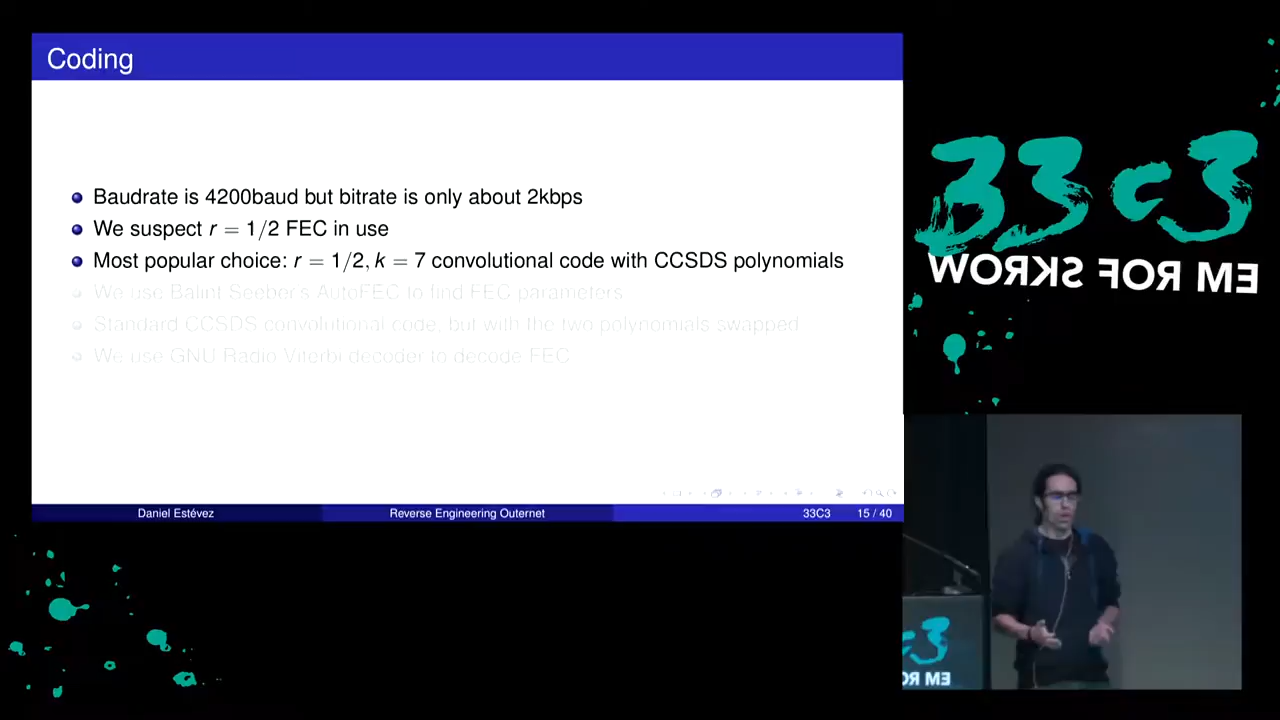 Coding
Baudrate is 4200baud but bitrate is only about 2kbps
We suspect r = 1/2 FEC in use
Most popular choice: r = 1/2, k = 7 convolutional code with CCSDS polynomials
We use Balint Seeber's AutoFEC to find FEC parameters
Standard CCSDS convolutional code, but with the two polynomials swapped
We use GNU Radio Viterbi decoder to decode FEC
Daniel Estévez Reverse Engineering Outernet 33C3 15 / 40
33c3
WORKS FOR ME
c3
OR ME